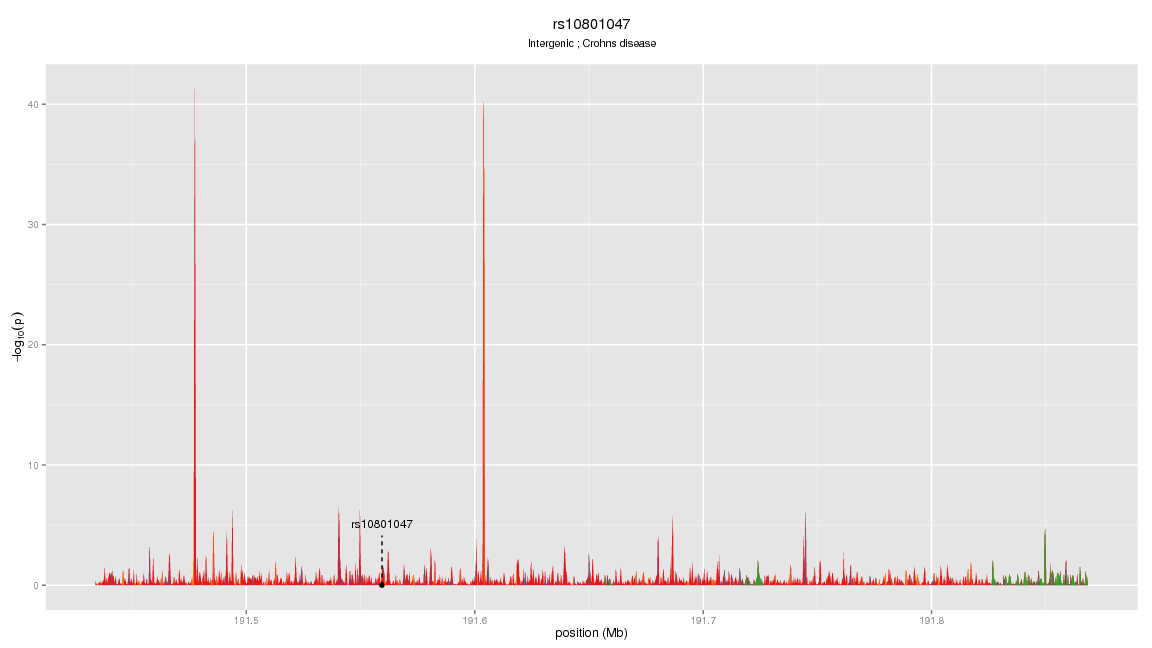 rs10801047
Intergenic ; Crohns disease
−log10(p)
40
30
20
10
0
rs10801047
191.5 191.6 191.7 191.8
position (Mb)